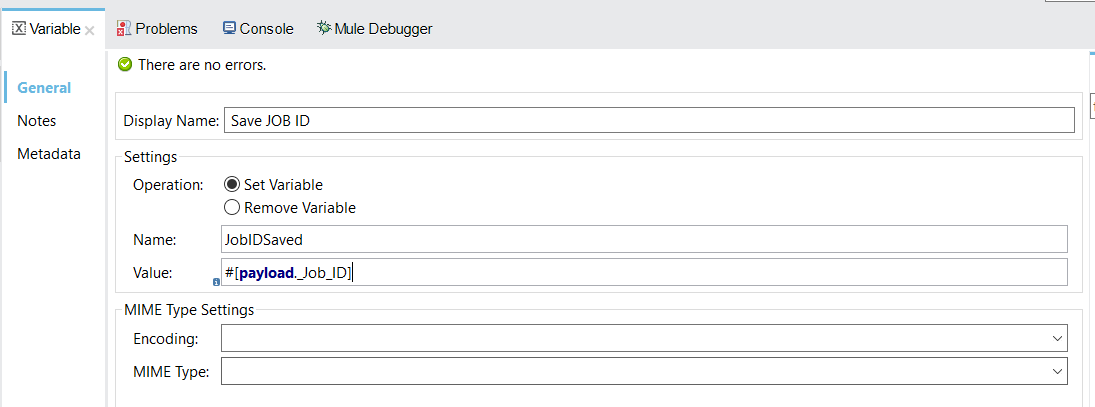 Variable Problems Console Mule Debugger
There are no errors.
General
Notes
Metadata
Display Name: Save JOB ID
Settings
Operation: Set Variable
Remove Variable
Name: JobIDSaved
Value: #[payload._Job_ID]
MIME Type Settings
Encoding:
MIME Type: